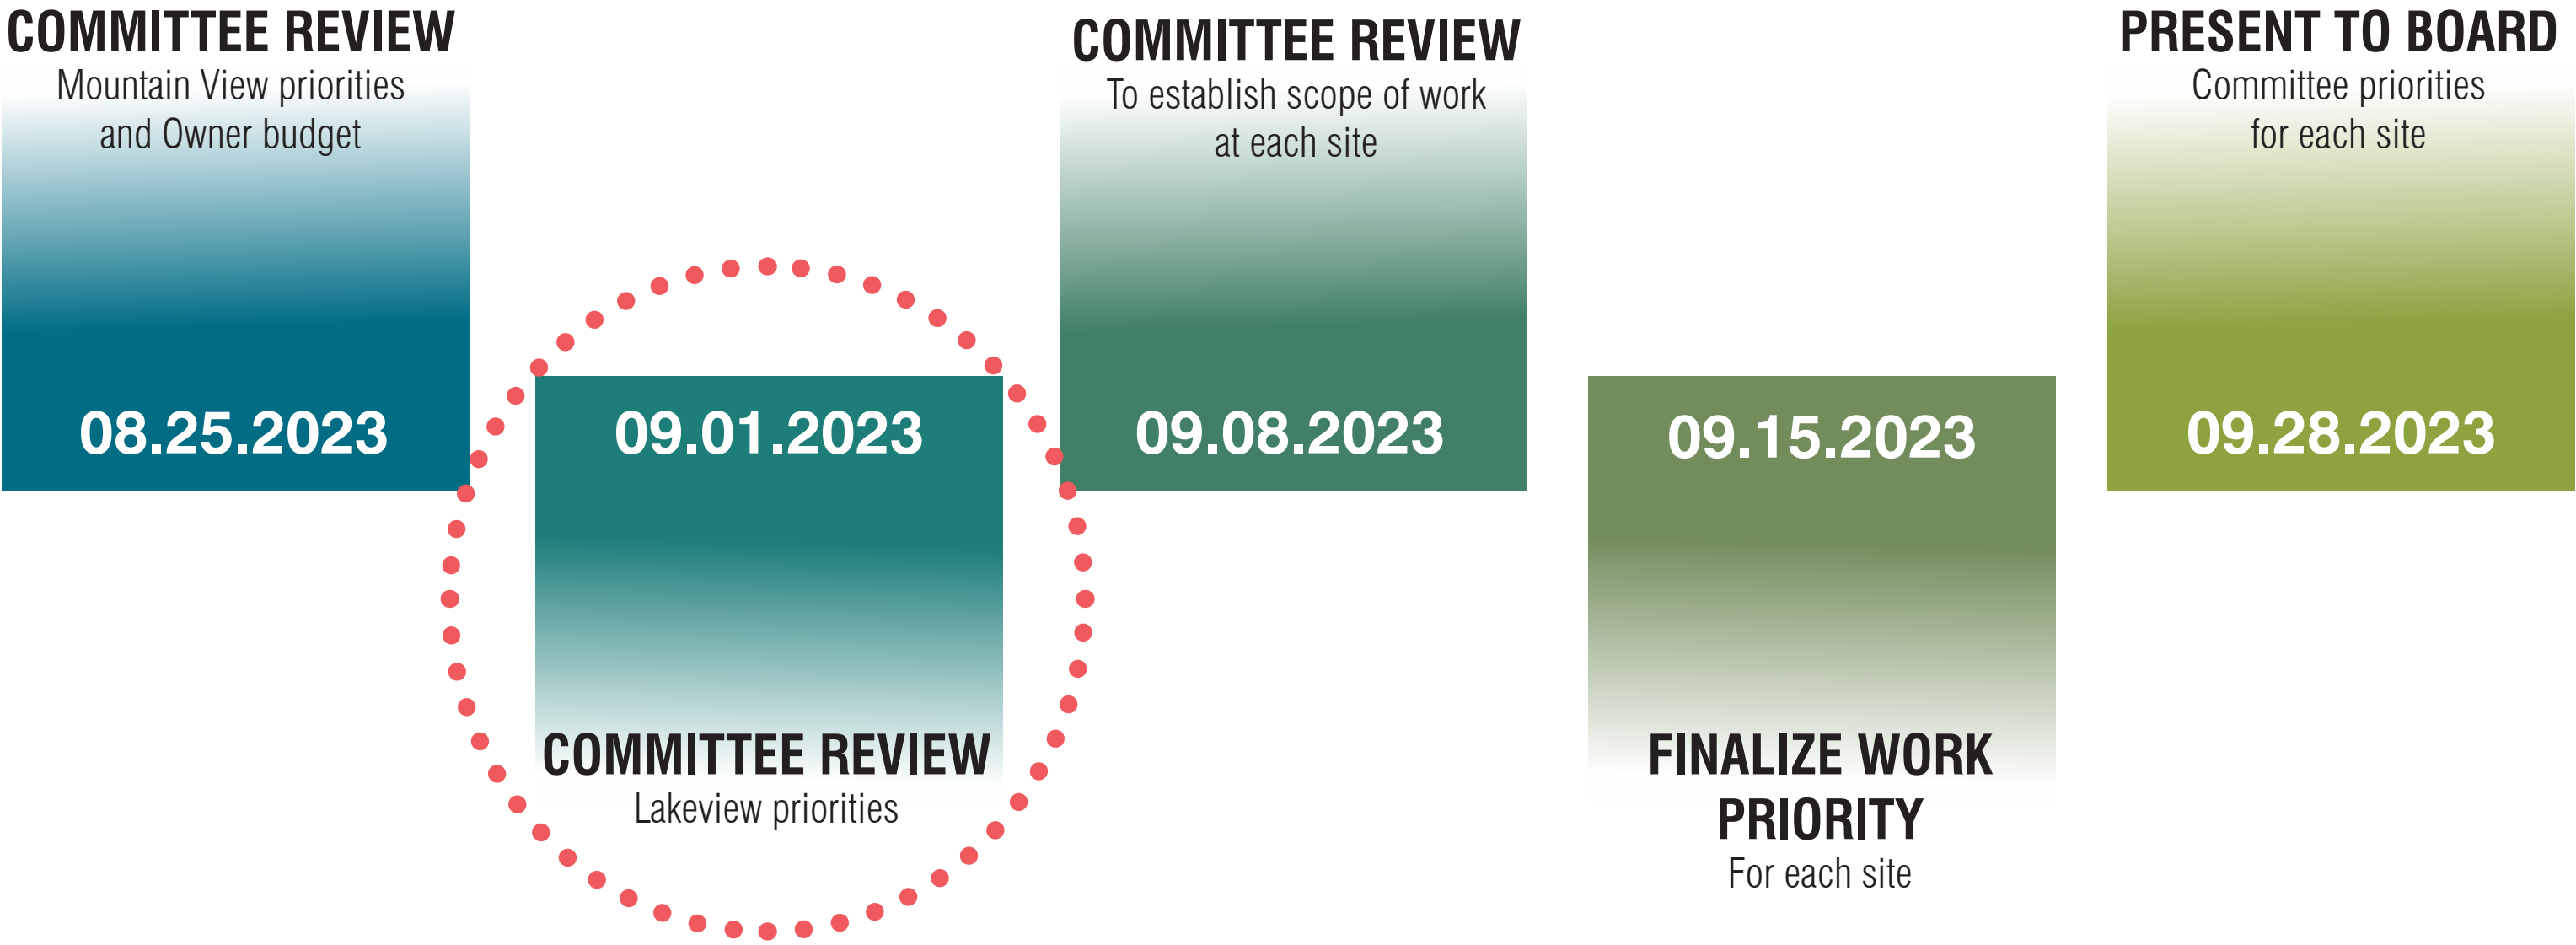 COMMITTEE REVIEW
Mountain View priorities
and Owner budget
08.25.2023
09.01.2023
COMMITTEE REVIEW
Lakeview priorities
COMMITTEE REVIEW
To establish scope of work
at each site
09.08.2023
09.15.2023
FINALIZE WORK
PRIORITY
For each site
PRESENT TO BOARD
Committee priorities
for each site
09.28.2023